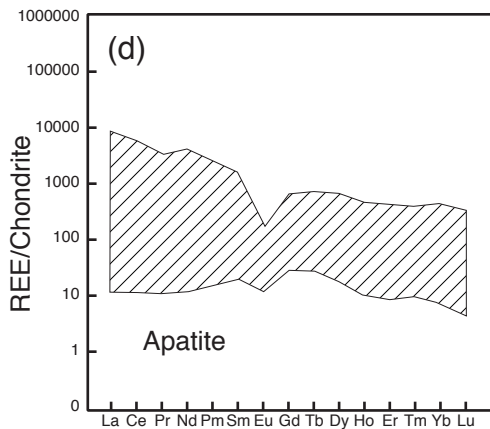 1000000
(d)
100000
10000
1000
100
10
1
0
REE/Chondrite
Apatite
La Ce Pr Nd Pm Sm Eu Gd Tb Dy Ho Er Tm Yb Lu